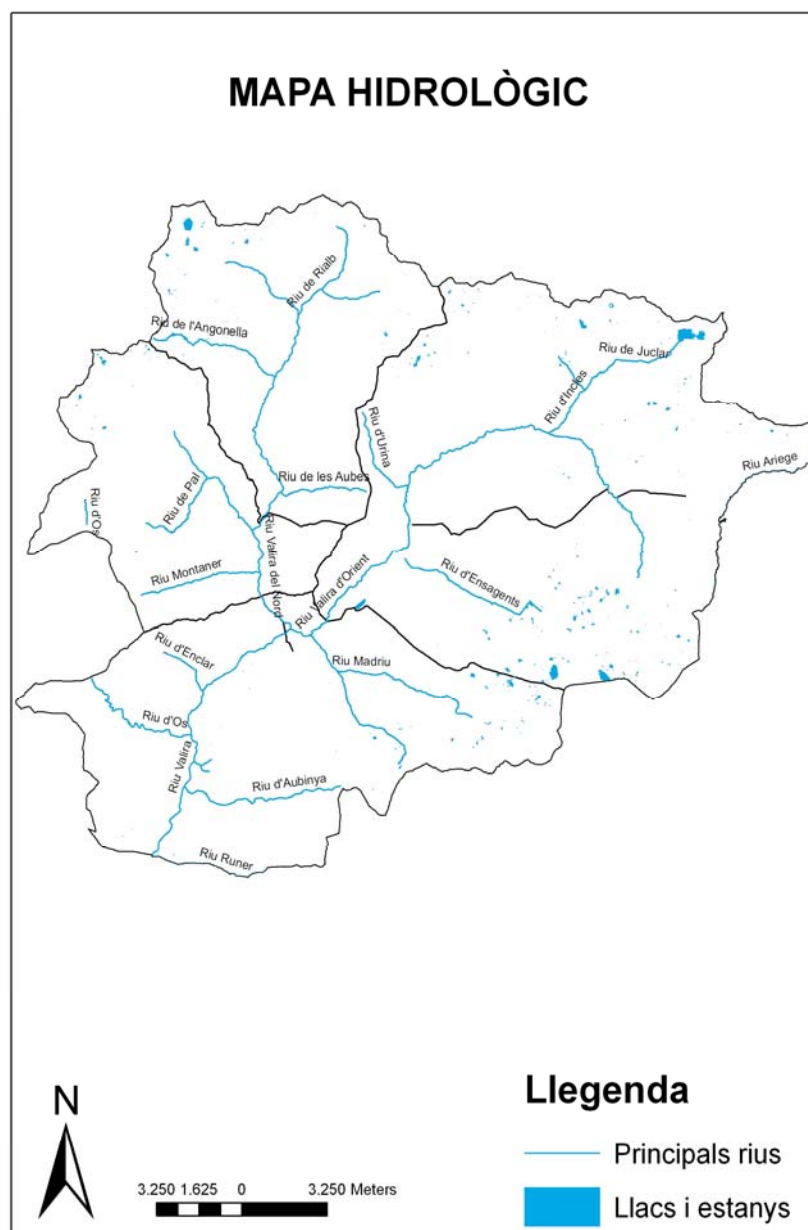 MAPA HIDROLÒGIC
Riu de Rialb
Riu de l'Angonella
Riu de Juclar
Riu d'Incles
Riu d'Urina
Riu Ariege
Riu de les Aubes
Riu de Pal
Riu d'Os
Riu Valira del Nord
Riu Montaner
Riu Valira d'Orient
Riu d'Ensagents
Riu d'Enclar
Riu Madriu
Riu d'Os
Riu Valira
Riu d'Aubinya
Riu Runer
N
3.250 1.625 0 3.250 Meters
Llegenda
Principals rius
Llacs i estanys